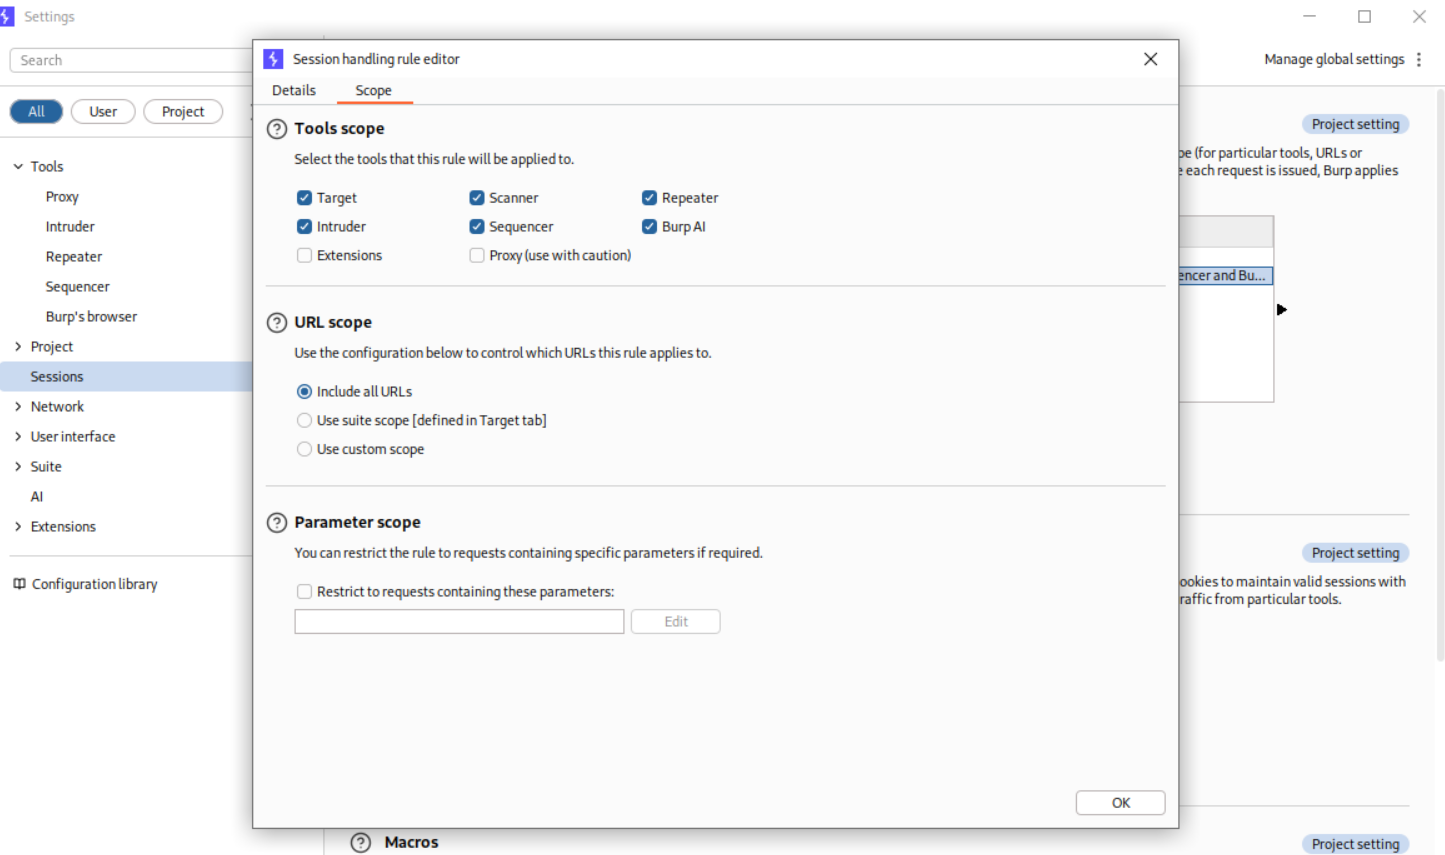 Settings
Search
Manage global settings
All
User
Project
Tools
Proxy
Intruder
Repeater
Sequencer
Burp's browser
Project
Sessions
Network
User interface
Suite
AI
Extensions
Configuration library
Session handling rule editor
Details
Scope
Tools scope
Select the tools that this rule will be applied to.
Target
Scanner
Repeater
Intruder
Sequencer
Burp AI
Extensions
Proxy (use with caution)
URL scope
Use the configuration below to control which URLs this rule applies to.
Include all URLs
Use suite scope [defined in Target tab]
Use custom scope
Parameter scope
You can restrict the rule to requests containing specific parameters if required.
Restrict to requests containing these parameters:
Edit
OK
Project setting
(for particular tools, URLs or
each request is issued, Burp applies
encer and Bu...
Project setting
ookies to maintain valid sessions with
raffic from particular tools.
Macros
Project setting